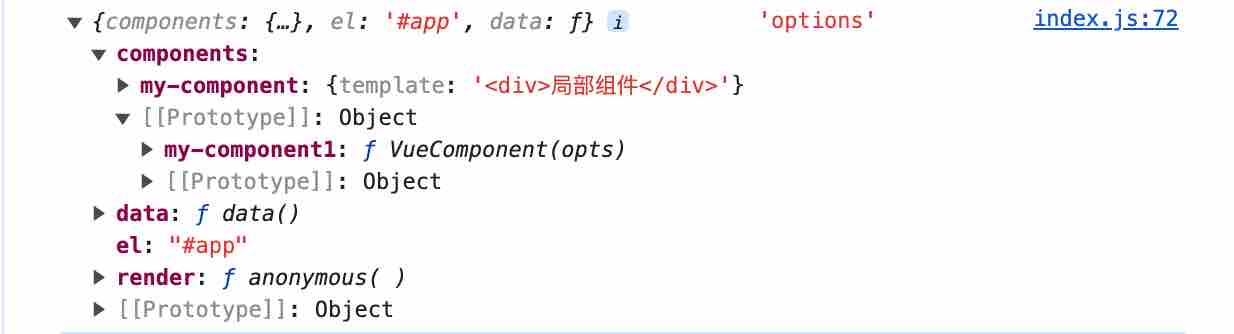 ▼ {components: {…}, el: '#app', data: ƒ} i 'options' index.js:72
▼ components:
▶ my-component: {template: '<div>局部组件</div>'}
▼ [[Prototype]]: Object
▶ my-component1: ƒ VueComponent(opts)
▶ [[Prototype]]: Object
▶ data: ƒ data()
el: "#app"
▶ render: ƒ anonymous( )
▶ [[Prototype]]: Object